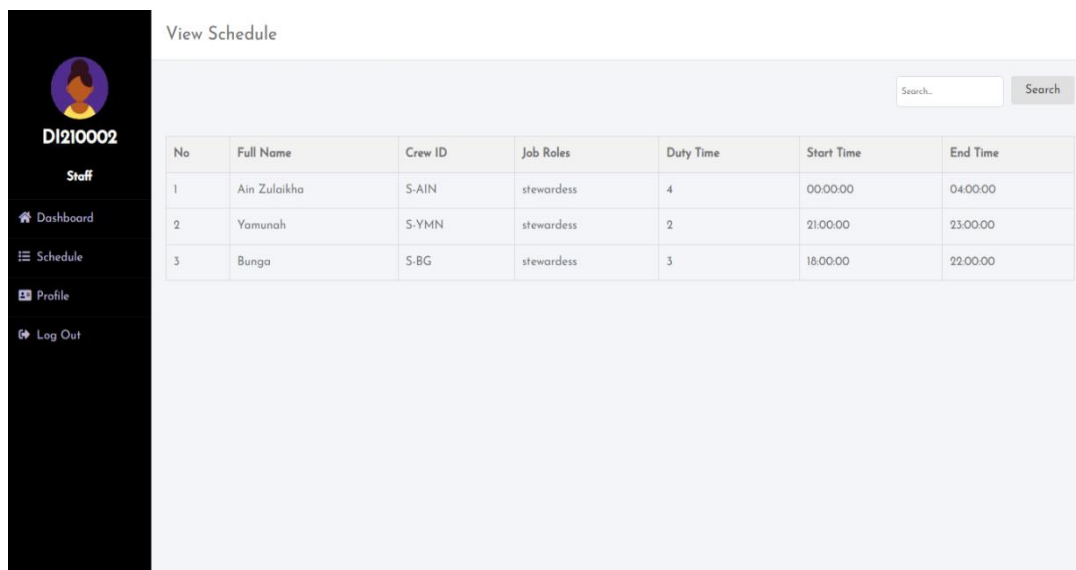 View Schedule
Search... Search
DI210002
Staff
Dashboard
Schedule
Profile
Log Out
No Full Name Crew ID Job Roles Duty Time Start Time End Time
1 Ain Zulaikha S-AIN stewardess 4 00:00:00 04:00:00
2 Yamunah S-YMN stewardess 2 21:00:00 23:00:00
3 Bunga S-BG stewardess 3 18:00:00 22:00:00